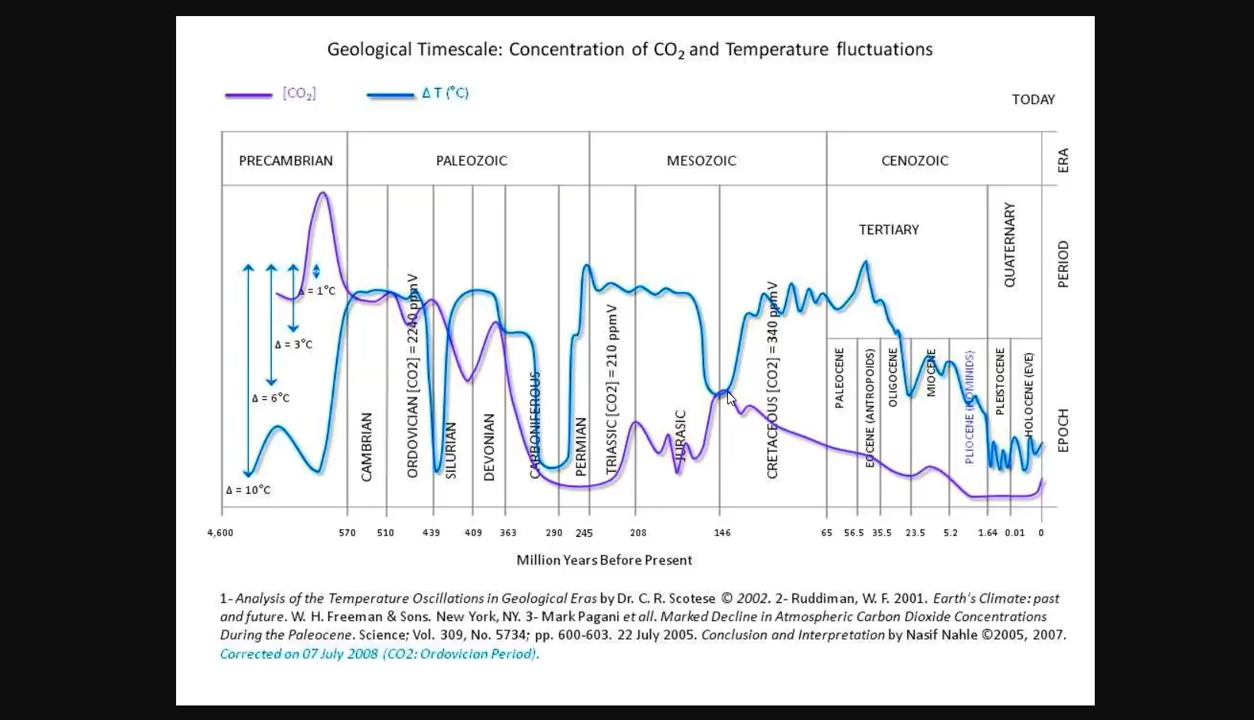 Geological Timescale: Concentration of CO₂ and Temperature fluctuations
[CO₂]
Δ T (°C)
TODAY
PRECAMBRIAN
PALEOZOIC
MESOZOIC
CENOZOIC
ERA
TERTIARY
QUATERNARY
PERIOD
Δ = 1°C
Δ = 3°C
Δ = 6°C
Δ = 10°C
CAMBRIAN
ORDOVICIAN [CO2] = 2240 ppmV
SILURIAN
DEVONIAN
CARBONIFEROUS
PERMIAN
TRIASSIC [CO2] = 210 ppmV
JURASIC
CRETACEOUS [CO2] = 340 ppmV
PALEOCENE
EOCENE (ANTROPOIDS)
OLIGOCENE
MIOCENE
PLIOCENE (HOMINIDS)
PLEISTOCENE
HOLOCENE (EVE)
EPOCH
4,600 570 510 439 409 363 290 245 208 146 65 56.5 35.5 23.5 5.2 1.64 0.01 0
Million Years Before Present
1- Analysis of the Temperature Oscillations in Geological Eras by Dr. C. R. Scotese © 2002. 2- Ruddiman, W. F. 2001. Earth's Climate: past
and future. W. H. Freeman & Sons. New York, NY. 3- Mark Pagani et all. Marked Decline in Atmospheric Carbon Dioxide Concentrations
During the Paleocene. Science; Vol. 309, No. 5734; pp. 600-603. 22 July 2005. Conclusion and Interpretation by Nasif Nahle ©2005, 2007.
Corrected on 07 July 2008 (CO2: Ordovician Period).